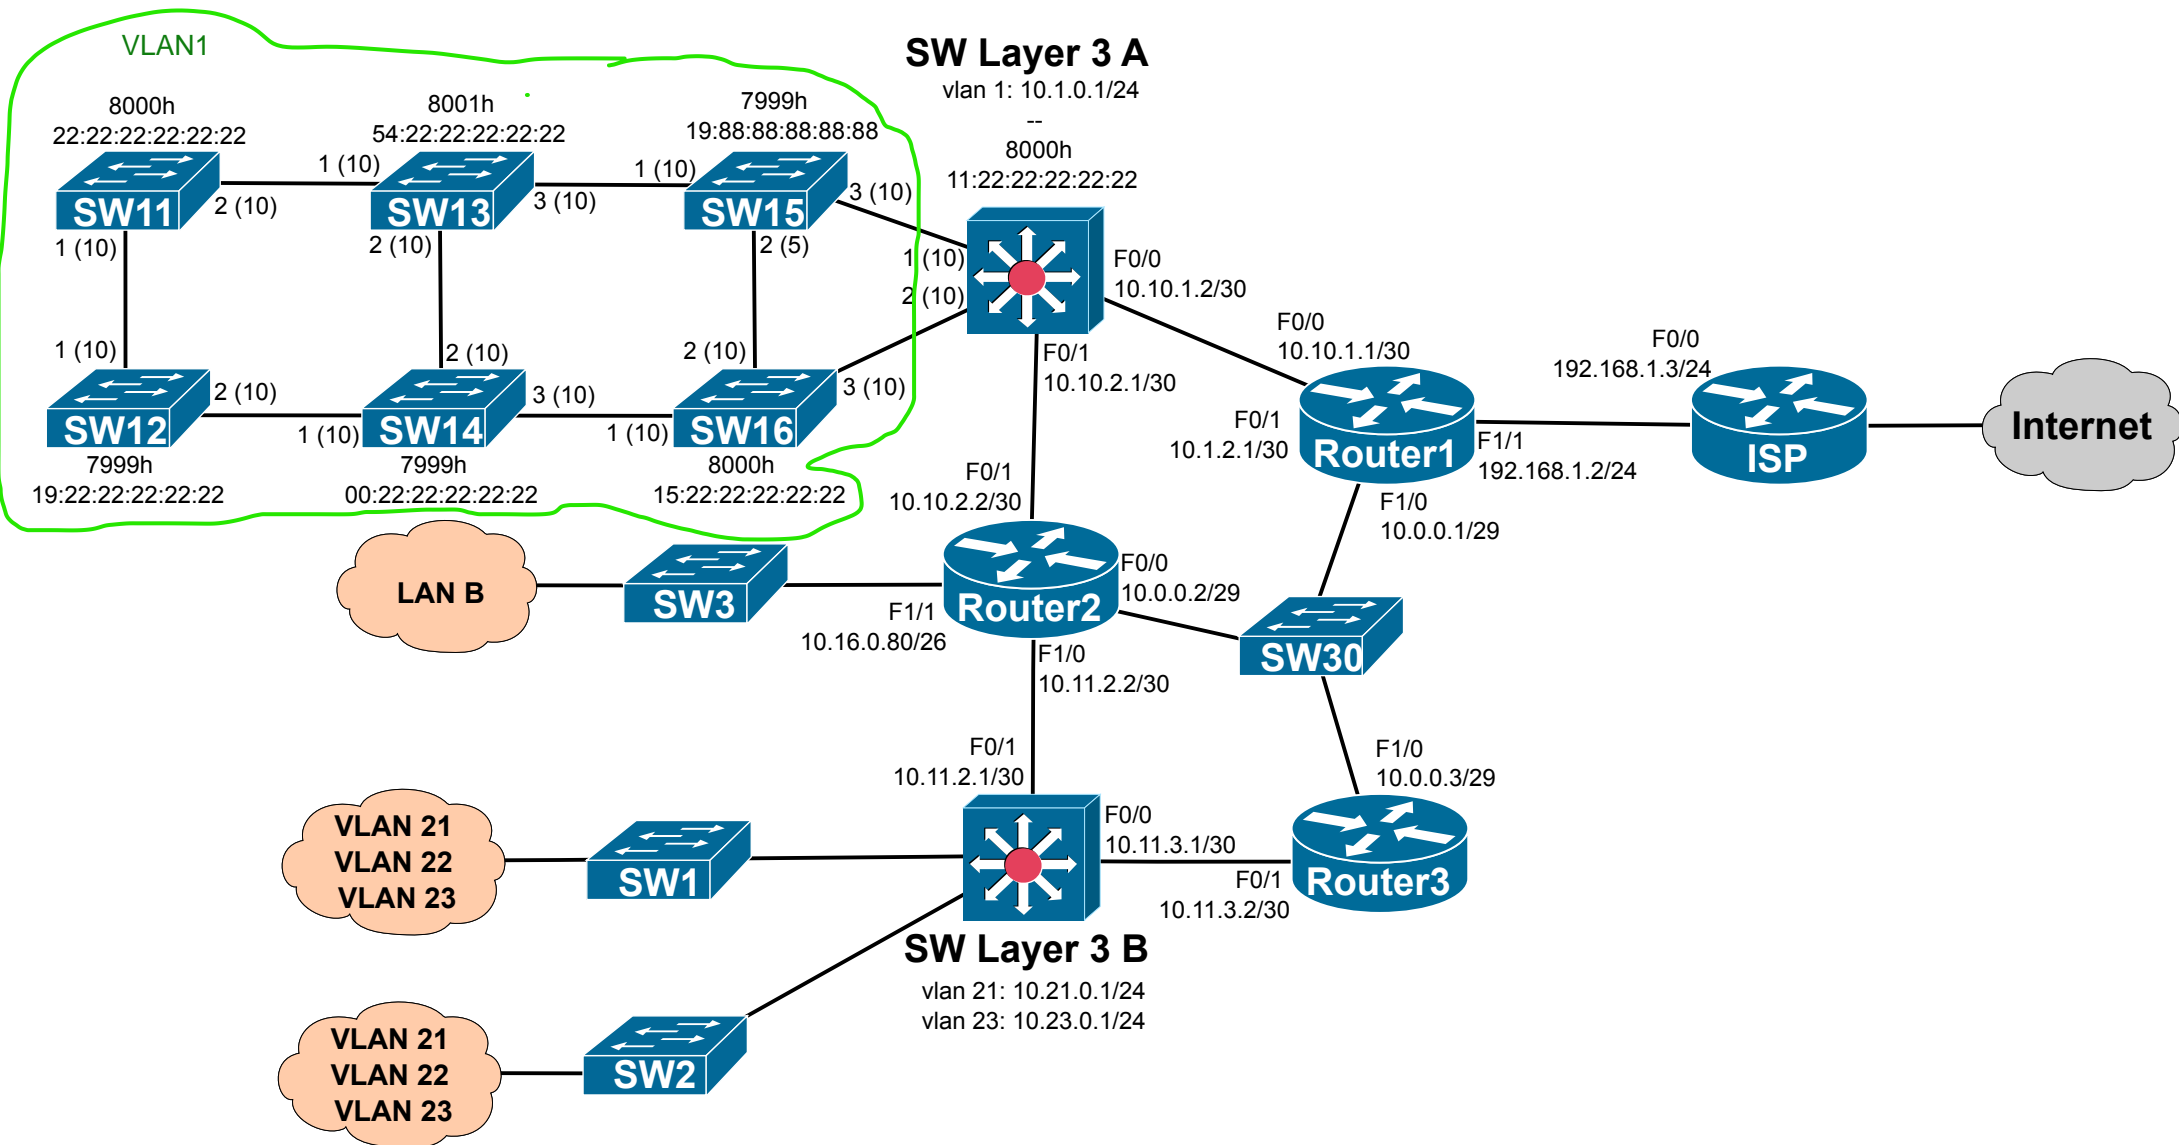 VLAN1
SW Layer 3 A
vlan 1: 10.1.0.1/24
--
8000h
11:22:22:22:22:22
8000h
22:22:22:22:22:22
8001h
54:22:22:22:22:22
7999h
19:88:88:88:88:88
1 (10)
1 (10)
3 (10)
SW11
SW13
SW15
2 (10)
3 (10)
1 (10)
2 (10)
2 (5)
1 (10)
2 (10)
F0/0
10.10.1.2/30
1 (10)
2 (10)
2 (10)
F0/1
10.10.2.1/30
F0/0
10.10.1.1/30
F0/0
192.168.1.3/24
2 (10)
3 (10)
3 (10)
SW12
SW14
SW16
1 (10)
1 (10)
7999h
19:22:22:22:22:22
7999h
00:22:22:22:22:22
8000h
15:22:22:22:22:22
F0/1
10.1.2.1/30
Router1
F1/1
192.168.1.2/24
ISP
Internet
F0/1
10.10.2.2/30
F1/0
10.0.0.1/29
LAN B
SW3
F1/1
10.16.0.80/26
Router2
F0/0
10.0.0.2/29
SW30
F1/0
10.11.2.2/30
F0/1
10.11.2.1/30
F1/0
10.0.0.3/29
VLAN 21
VLAN 22
VLAN 23
SW1
F0/0
10.11.3.1/30
F0/1
10.11.3.2/30
Router3
SW Layer 3 B
vlan 21: 10.21.0.1/24
vlan 23: 10.23.0.1/24
VLAN 21
VLAN 22
VLAN 23
SW2